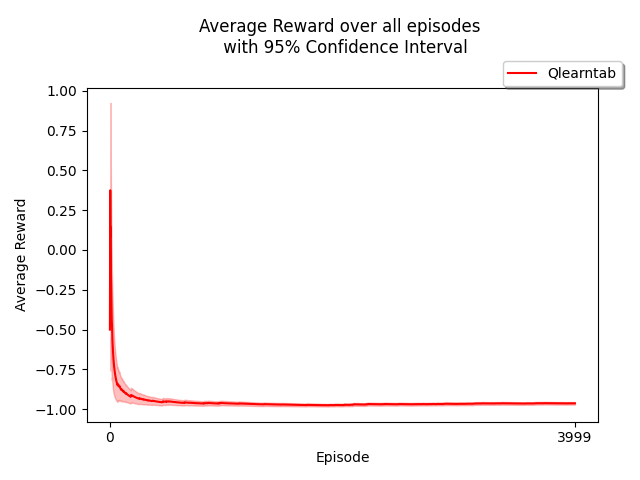 Average Reward over all episodes
with 95% Confidence Interval
Qlearntab
1.00
0.75
0.50
0.25
0.00
−0.25
−0.50
−0.75
−1.00
Average Reward
0
3999
Episode